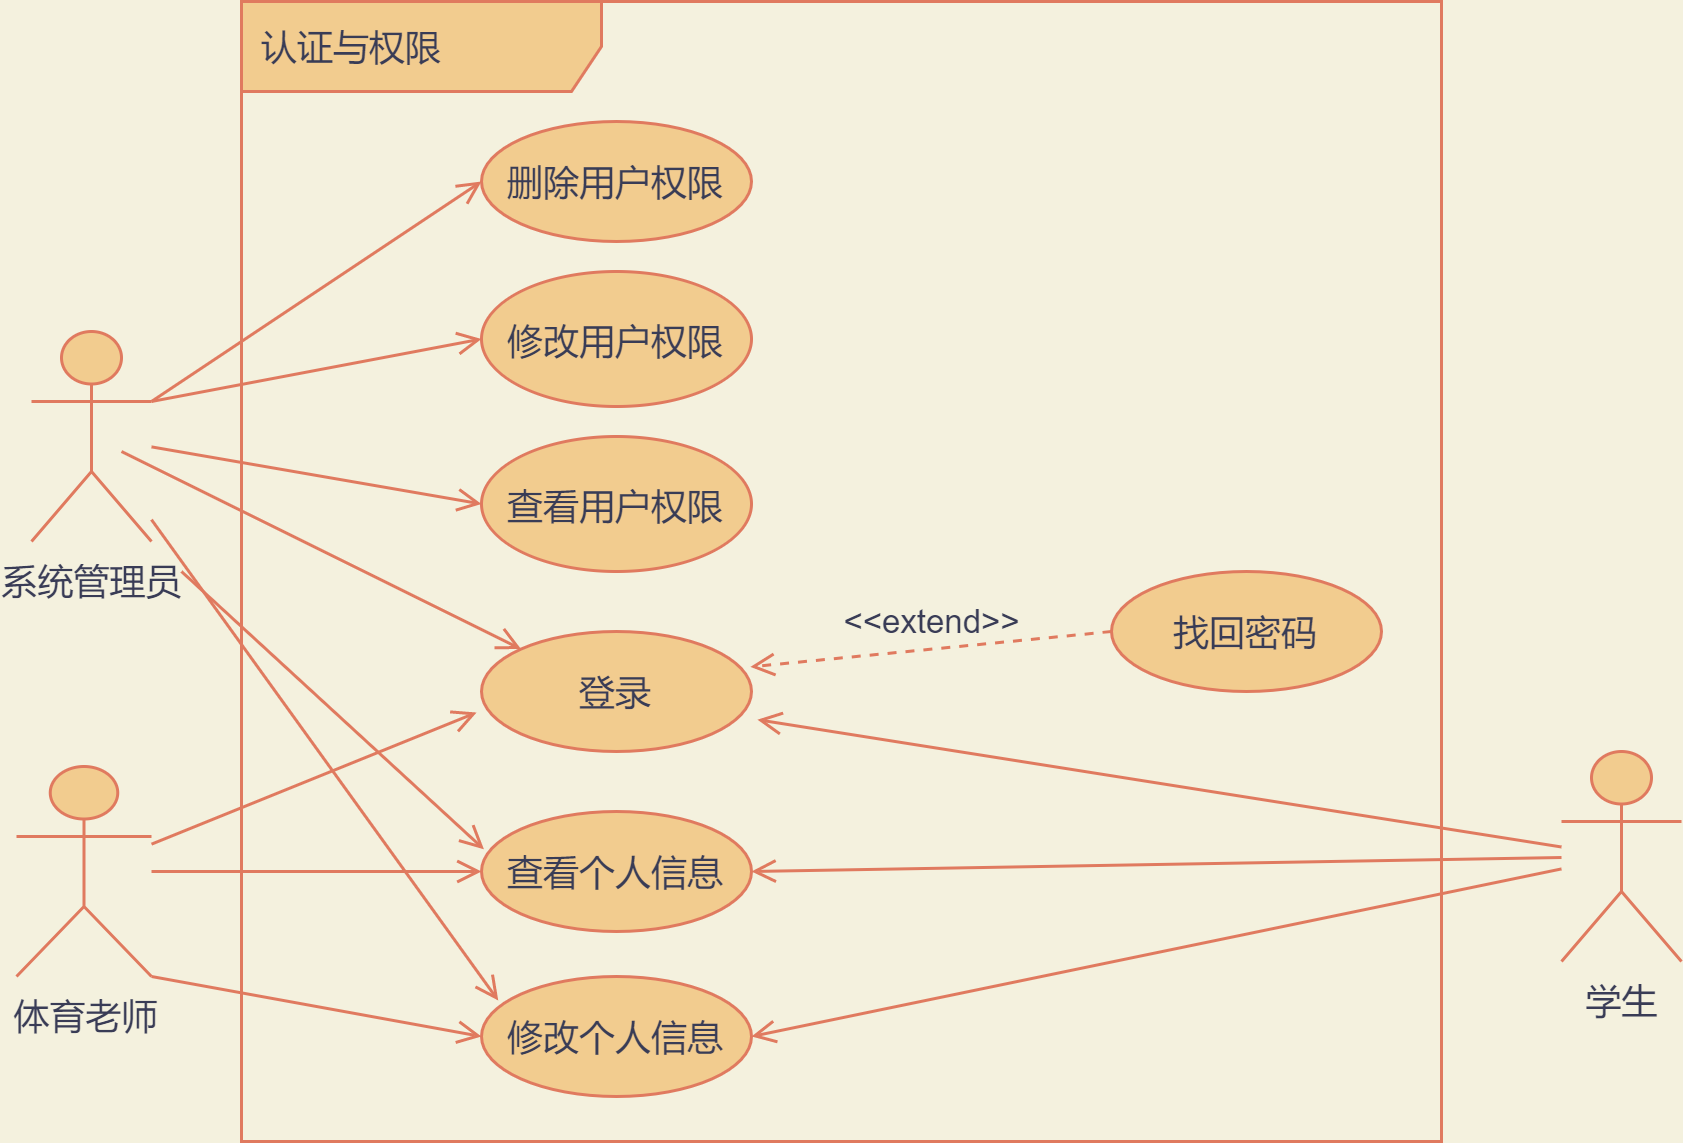 认证与权限
删除用户权限
修改用户权限
查看用户权限
系统管理员
<<extend>>
找回密码
登录
查看个人信息
体育老师
学生
修改个人信息